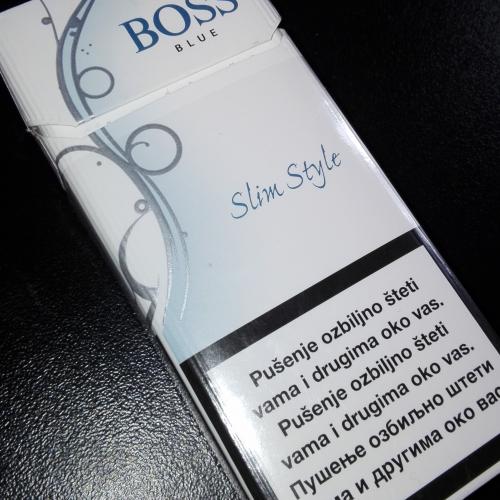 BOSS
BLUE
Slim Style
Pušenje ozbiljno šteti
vama i drugima oko vas.
Pušenje ozbiljno šteti
vama i drugima oko vas.
Пушење озбиљно штети
и другима око вас